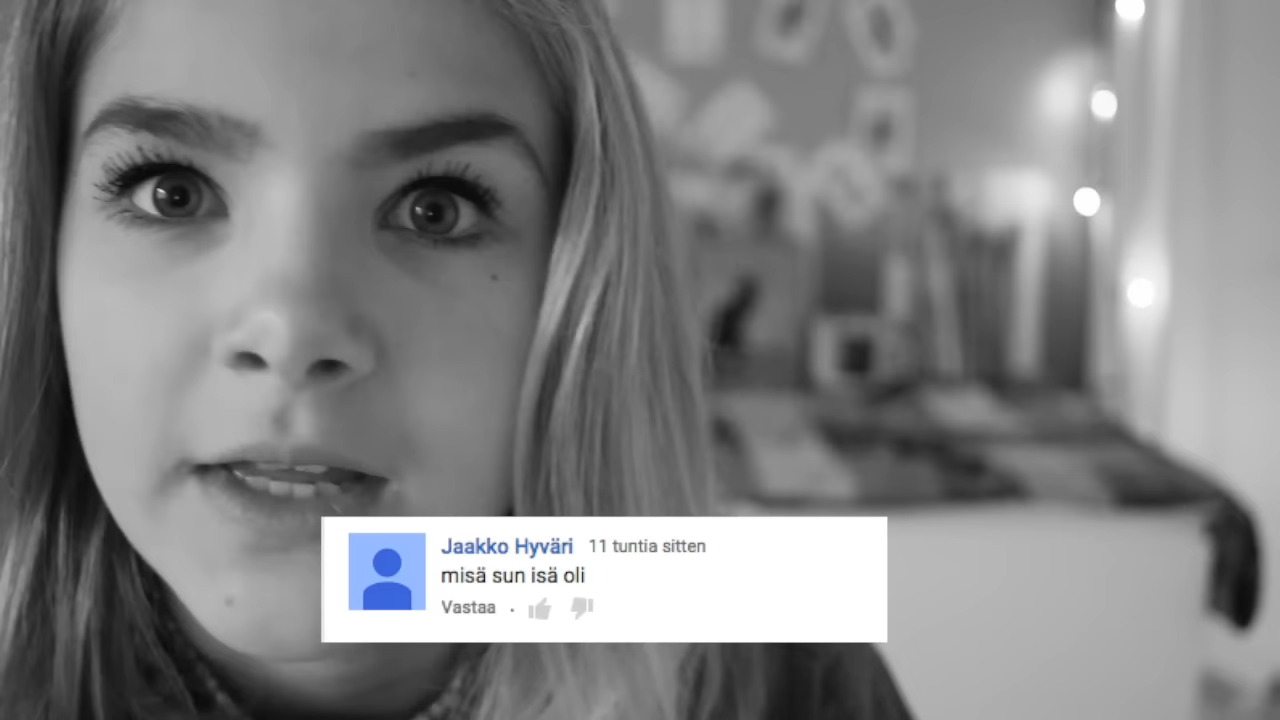 Jaakko Hyväri 11 tuntia sitten
misä sun isä oli
Vastaa ·